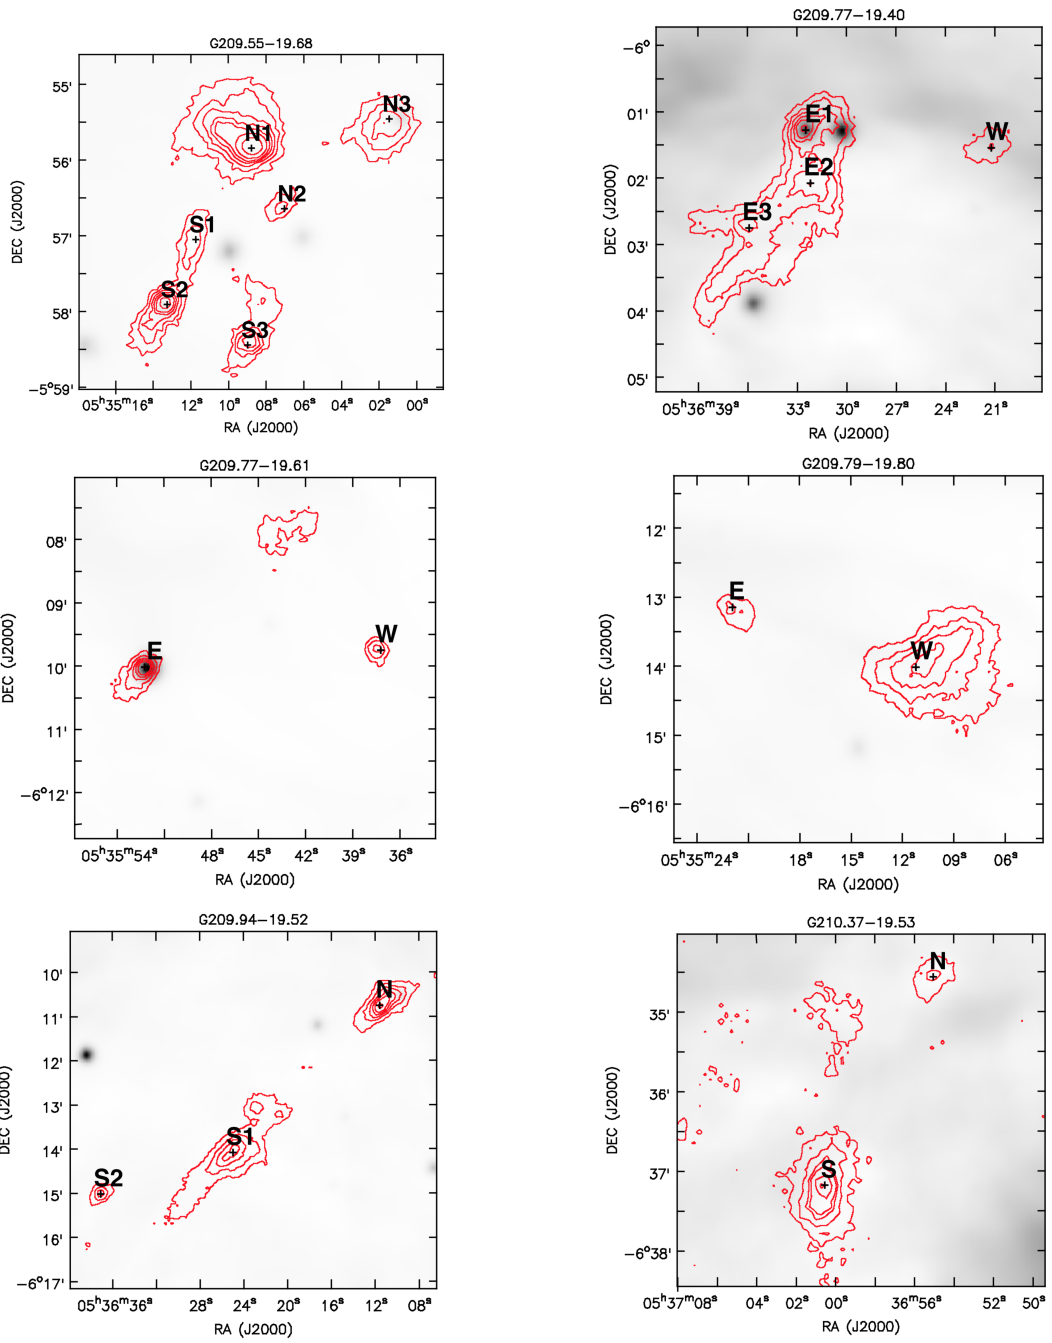 G209.55−19.68
55'
56'
57'
58'
−5°59'
DEC (J2000)
N1
N2
N3
S1
S2
S3
05ʰ35ᵐ16ˢ 12ˢ 10ˢ 08ˢ 06ˢ 04ˢ 02ˢ 00ˢ
RA (J2000)
G209.77−19.40
−6°
01'
02'
03'
04'
05'
DEC (J2000)
E1
E2
E3
W
05ʰ36ᵐ39ˢ 33ˢ 30ˢ 27ˢ 24ˢ 21ˢ
RA (J2000)
G209.77−19.61
08'
09'
10'
11'
−6°12'
DEC (J2000)
E
W
05ʰ35ᵐ54ˢ 48ˢ 45ˢ 42ˢ 39ˢ 36ˢ
RA (J2000)
G209.79−19.80
12'
13'
14'
15'
−6°16'
DEC (J2000)
E
W
05ʰ35ᵐ24ˢ 18ˢ 15ˢ 12ˢ 09ˢ 06ˢ
RA (J2000)
G209.94−19.52
10'
11'
12'
13'
14'
15'
16'
−6°17'
DEC (J2000)
N
S1
S2
05ʰ36ᵐ36ˢ 28ˢ 24ˢ 20ˢ 16ˢ 12ˢ 08ˢ
RA (J2000)
G210.37−19.53
35'
36'
37'
−6°38'
DEC (J2000)
N
S
05ʰ37ᵐ08ˢ 04ˢ 02ˢ 00ˢ 36ᵐ56ˢ 52ˢ 50ˢ
RA (J2000)